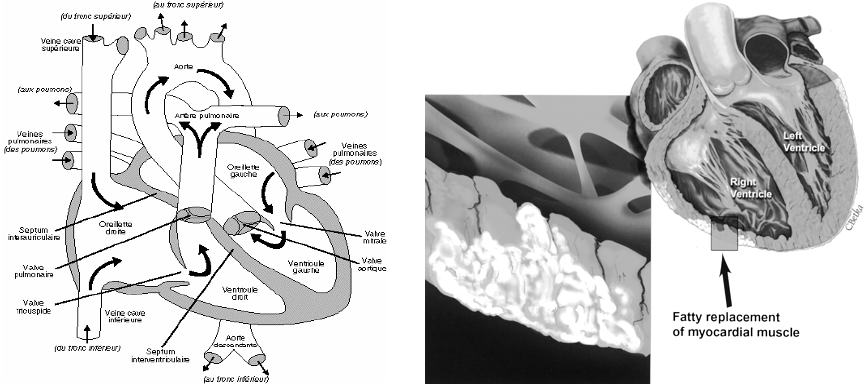 (du tronc supérieur)
(au tronc supérieur)
Veine cave
supérieure
Aorte
(aux poumons)
Artère pulmonaire
(aux poumons)
Veines
pulmonaires
(des poumons)
Veines
pulmonaires
(des poumons)
Oreillette
gauche
Septum
interauriculaire
Oreillette
droite
Valve
mitrale
Valve
pulmonaire
Ventricule
gauche
Valve
aortique
Valve
tricuspide
Ventricule
droit
Veine cave
inférieure
Aorte
descendante
(du tronc inférieur)
Septum
interventriculaire
(au tronc inférieur)
Left
Ventricle
Right
Ventricle
Fatty replacement
of myocardial muscle